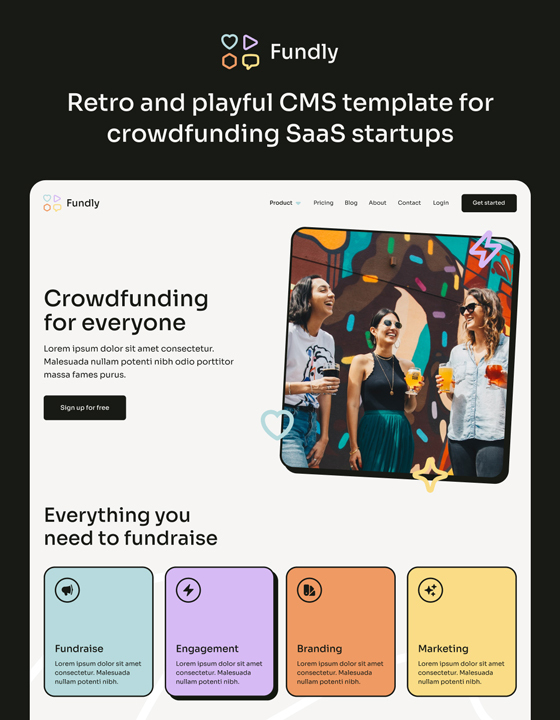 Fundly
Retro and playful CMS template for
crowdfunding SaaS startups
Fundly
Product Pricing Blog About Contact Login Get started
Crowdfunding
for everyone
Lorem ipsum dolor sit amet consectetur.
Malesuada nullam potenti nibh odio porttitor
massa fames purus.
Sign up for free
Everything you
need to fundraise
Fundraise
Lorem ipsum dolor sit amet
consectetur. Malesuada
nullam potenti nibh.
Engagement
Lorem ipsum dolor sit amet
consectetur. Malesuada
nullam potenti nibh.
Branding
Lorem ipsum dolor sit amet
consectetur. Malesuada
nullam potenti nibh.
Marketing
Lorem ipsum dolor sit amet
consectetur. Malesuada
nullam potenti nibh.